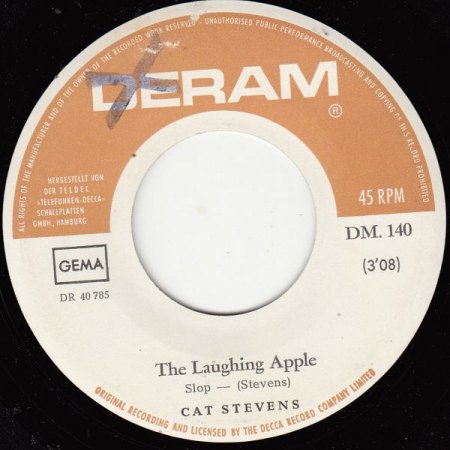 ALL RIGHTS OF THE MANUFACTURER AND OF THE OWNER OF THE RECORDED WORK RESERVED - UNAUTHORISED PUBLIC PERFORMANCE BROADCASTING AND COPYING OF THIS RECORD PROHIBITED
DERAM
®
HERGESTELLT VON
DER TELDEC
»TELEFUNKEN-DECCA«
SCHALLPLATTEN
GMBH., HAMBURG
45 RPM
DM. 140
GEMA
(3'08)
DR 40 785
The Laughing Apple
Slop — (Stevens)
CAT STEVENS
ORIGINAL RECORDING AND LICENSED BY THE DECCA RECORD COMPANY LIMITED